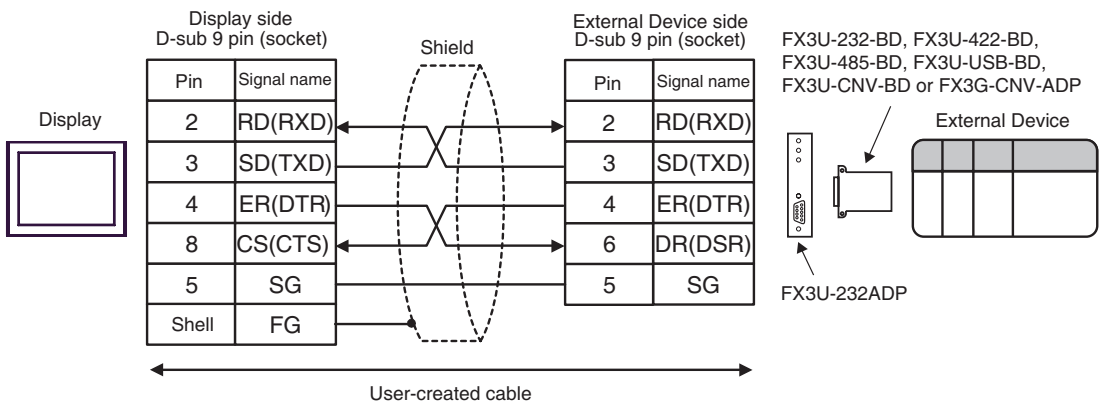 Display side
D-sub 9 pin (socket)
Shield
External Device side
D-sub 9 pin (socket)
FX3U-232-BD, FX3U-422-BD,
FX3U-485-BD, FX3U-USB-BD,
FX3U-CNV-BD or FX3G-CNV-ADP
Display
External Device
Pin Signal name
2 RD(RXD)
3 SD(TXD)
4 ER(DTR)
8 CS(CTS)
5 SG
Shell FG
Pin Signal name
2 RD(RXD)
3 SD(TXD)
4 ER(DTR)
6 DR(DSR)
5 SG
FX3U-232ADP
User-created cable